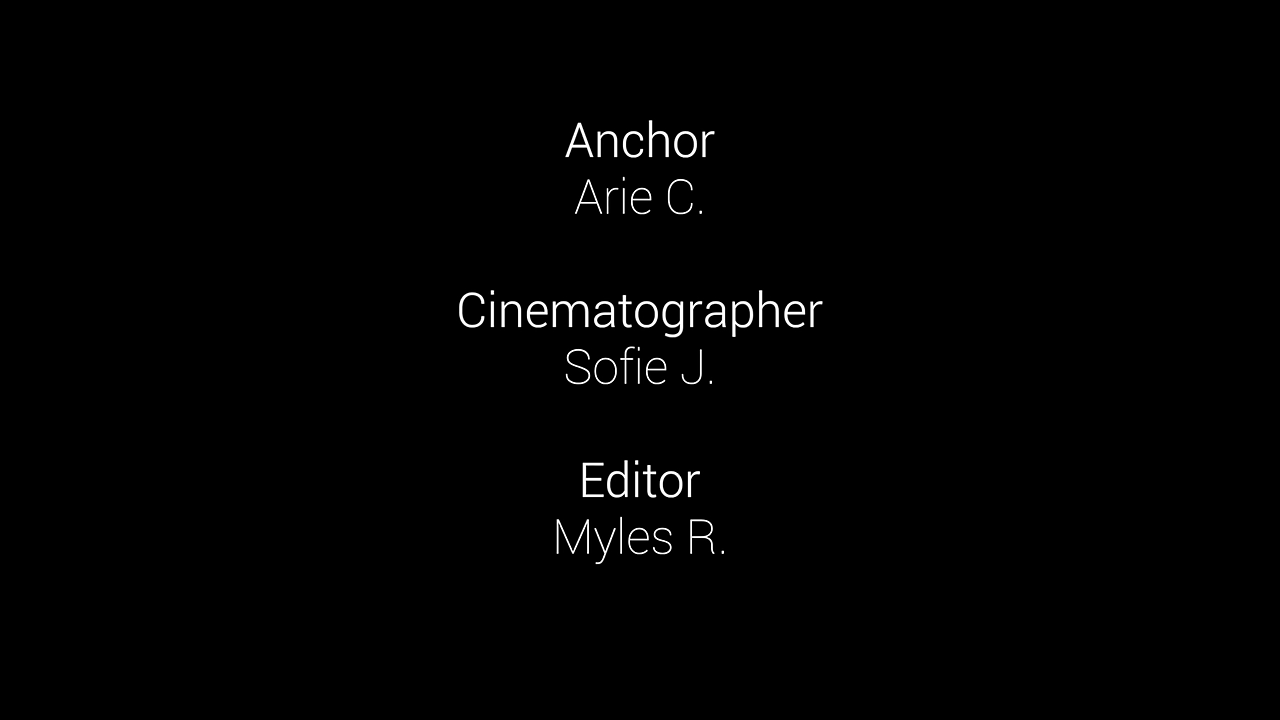 Anchor
Arie C.
Cinematographer
Sofie J.
Editor
Myles R.